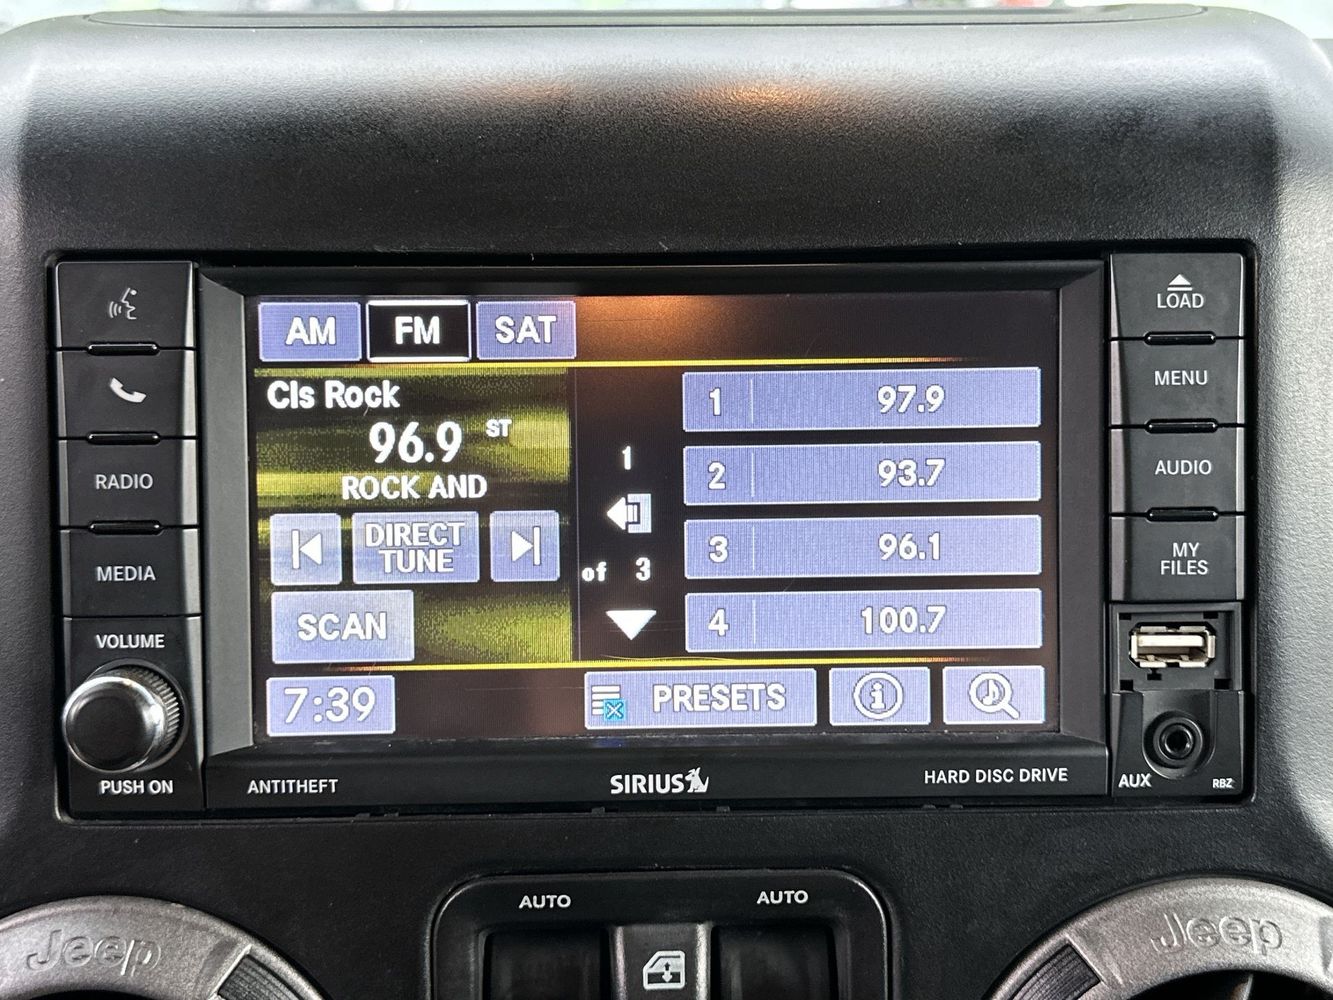 LOAD
MENU
AUDIO
MY
FILES
AUX
RBZ
RADIO
MEDIA
VOLUME
PUSH ON
AM FM SAT
Cls Rock
96.9 ST
ROCK AND
DIRECT
TUNE
SCAN
7:39
1
of 3
1 97.9
2 93.7
3 96.1
4 100.7
PRESETS
i
ANTITHEFT
SIRIUS
HARD DISC DRIVE
AUTO AUTO
Jeep
Jeep